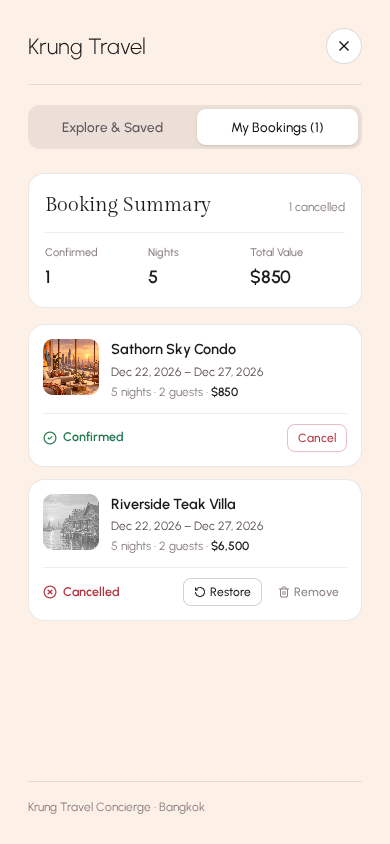 Krung Travel
Explore & Saved
My Bookings (1)
Booking Summary
1 cancelled
Confirmed
Nights
Total Value
1
5
$850
Sathorn Sky Condo
Dec 22, 2026 – Dec 27, 2026
5 nights · 2 guests · $850
Confirmed
Cancel
Riverside Teak Villa
Dec 22, 2026 – Dec 27, 2026
5 nights · 2 guests · $6,500
Cancelled
Restore
Remove
Krung Travel Concierge · Bangkok